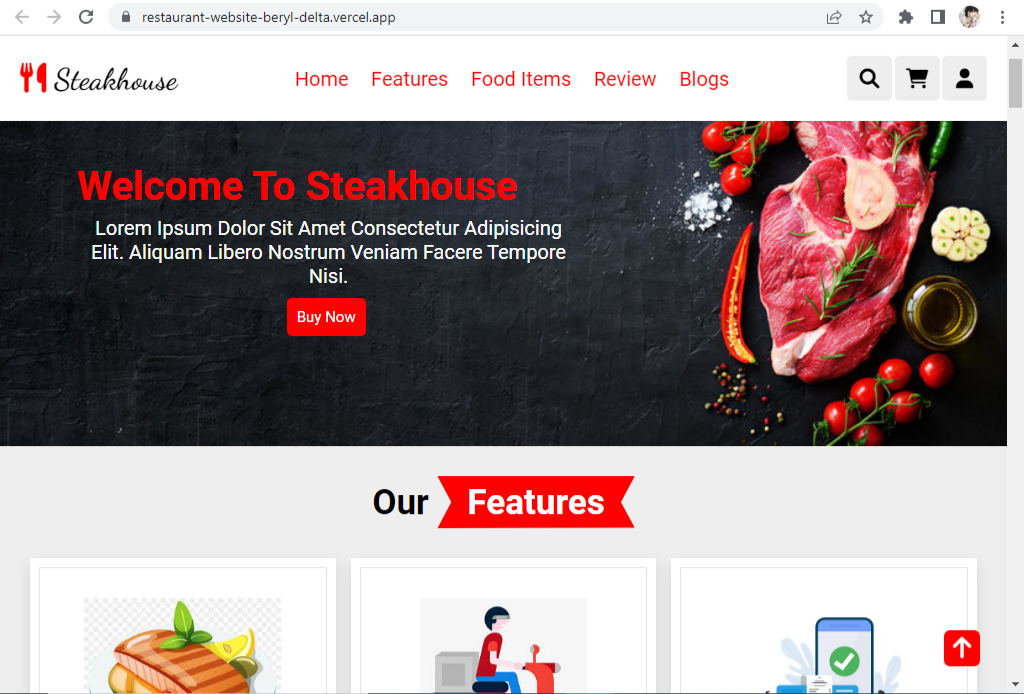 restaurant-website-beryl-delta.vercel.app
Steakhouse
Home Features Food Items Review Blogs
Welcome To Steakhouse
Lorem Ipsum Dolor Sit Amet Consectetur Adipisicing
Elit. Aliquam Libero Nostrum Veniam Facere Tempore
Nisi.
Buy Now
Our Features